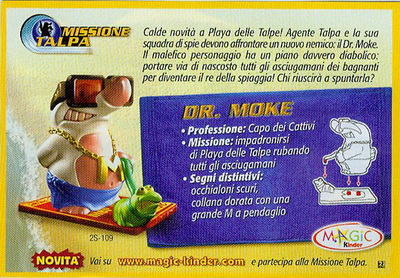 MISSIONE
TALPA
Calde novità a Playa delle Talpe! Agente Talpa e la sua
squadra di spie devono affrontare un nuovo nemico: il Dr. Moke.
Il malefico personaggio ha un piano davvero diabolico:
portare via di nascosto tutti gli asciugamani dei bagnanti
per diventare il re della spiaggia! Chi riuscirà a spuntarla?
DR. MOKE
• Professione: Capo dei Cattivi
• Missione: impadronirsi
di Playa delle Talpe rubando
tutti gli asciugamani
• Segni distintivi:
occhialoni scuri,
collana dorata con una
grande M a pendaglio
M
2S-109
MAGiC
Kinder
NOVITÀ
Vai su www.magic-kinder.com e partecipa alla Missione Talpa.